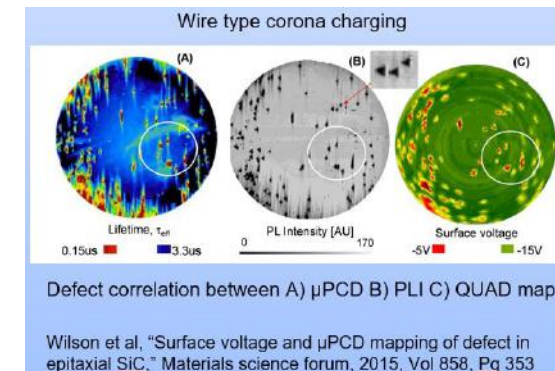 Wire type corona charging
(A)
(B)
(C)
Lifetime, τeff
0.15us
3.3us
PL Intensity [AU]
0
170
Surface voltage
-5V
-15V
Defect correlation between A) µPCD B) PLI C) QUAD map
Wilson et al, “Surface voltage and µPCD mapping of defect in
epitaxial SiC,” Materials science forum, 2015, Vol 858, Pg 353